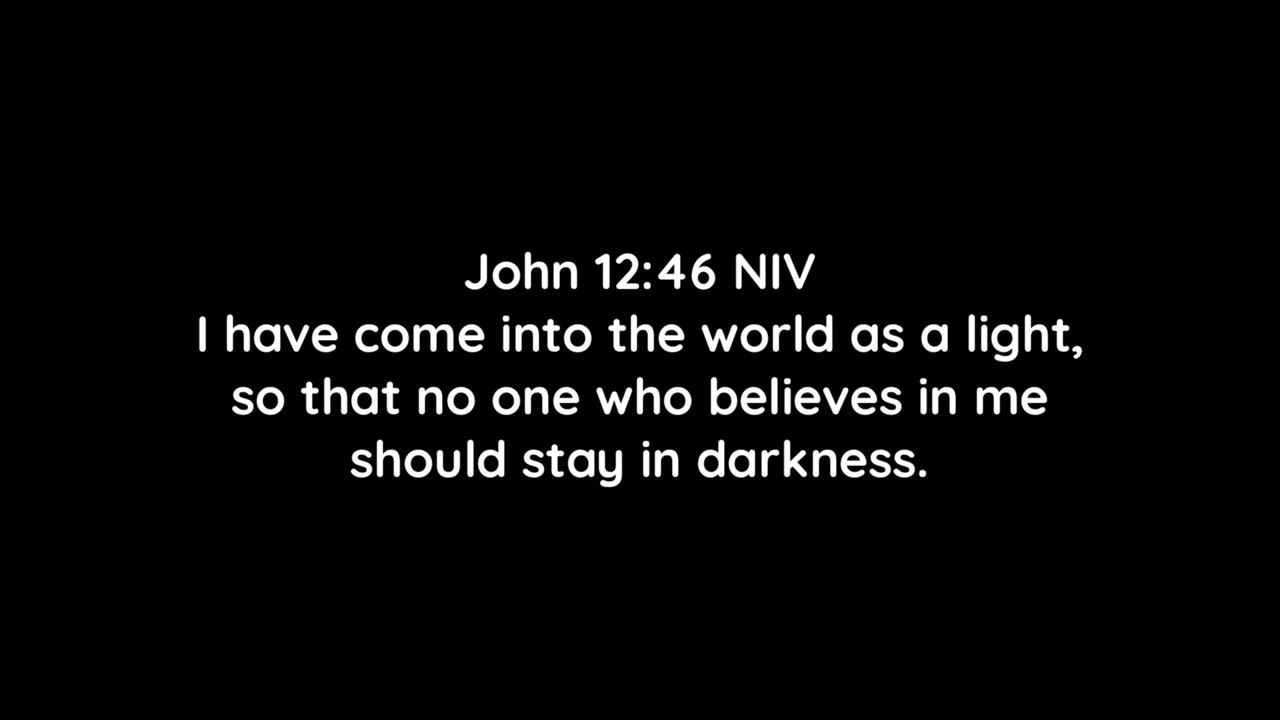 John 12:46 NIV
I have come into the world as a light,
so that no one who believes in me
should stay in darkness.